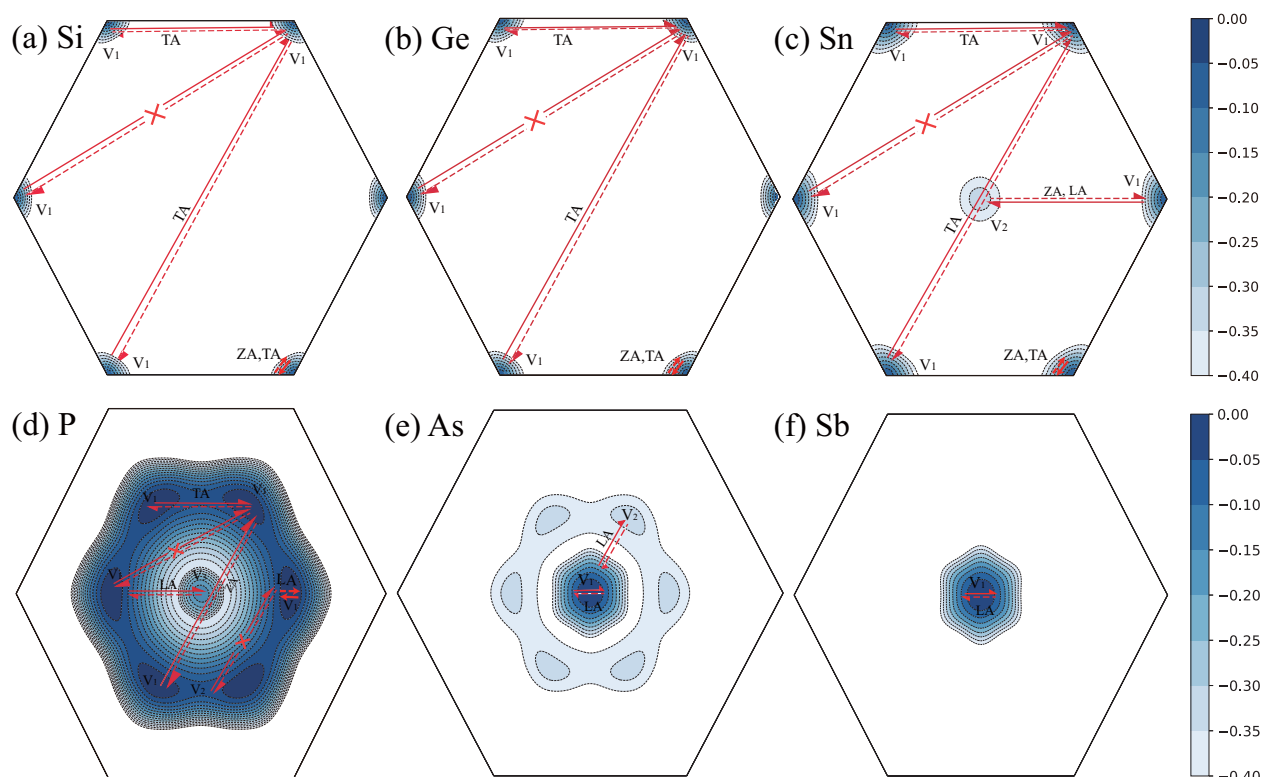 (a) Si
TA
V1
V1
TA
V1
V1
ZA,TA
(b) Ge
TA
V1
V1
TA
V1
V1
ZA,TA
(c) Sn
TA
V1
V1
ZA, LA
V1
V2
TA
V1
V1
ZA,TA
0.00
−0.05
−0.10
−0.15
−0.20
−0.25
−0.30
−0.35
−0.40
(d) P
V1
TA
V1
V1
LA
LA
V1
V1
V2
(e) As
V2
LA
V1
LA
(f) Sb
V1
LA
0.00
−0.05
−0.10
−0.15
−0.20
−0.25
−0.30
−0.35
−0.40